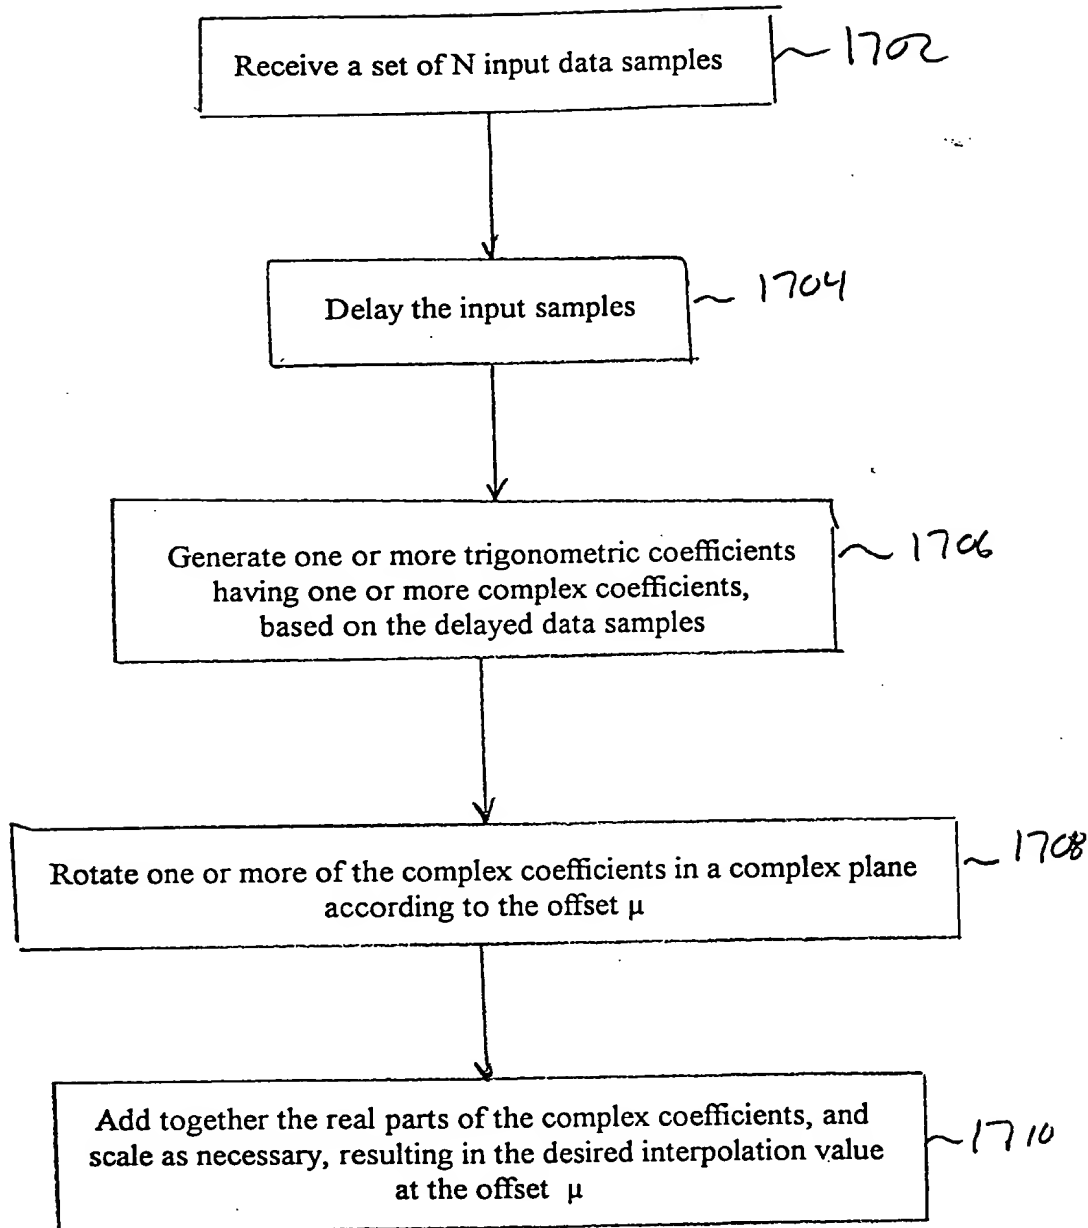 Receive a set of N input data samples
1702
Delay the input samples
1704
Generate one or more trigonometric coefficients
having one or more complex coefficients,
based on the delayed data samples
1706
Rotate one or more of the complex coefficients in a complex plane
according to the offset μ
1708
Add together the real parts of the complex coefficients, and
scale as necessary, resulting in the desired interpolation value
at the offset μ
1710